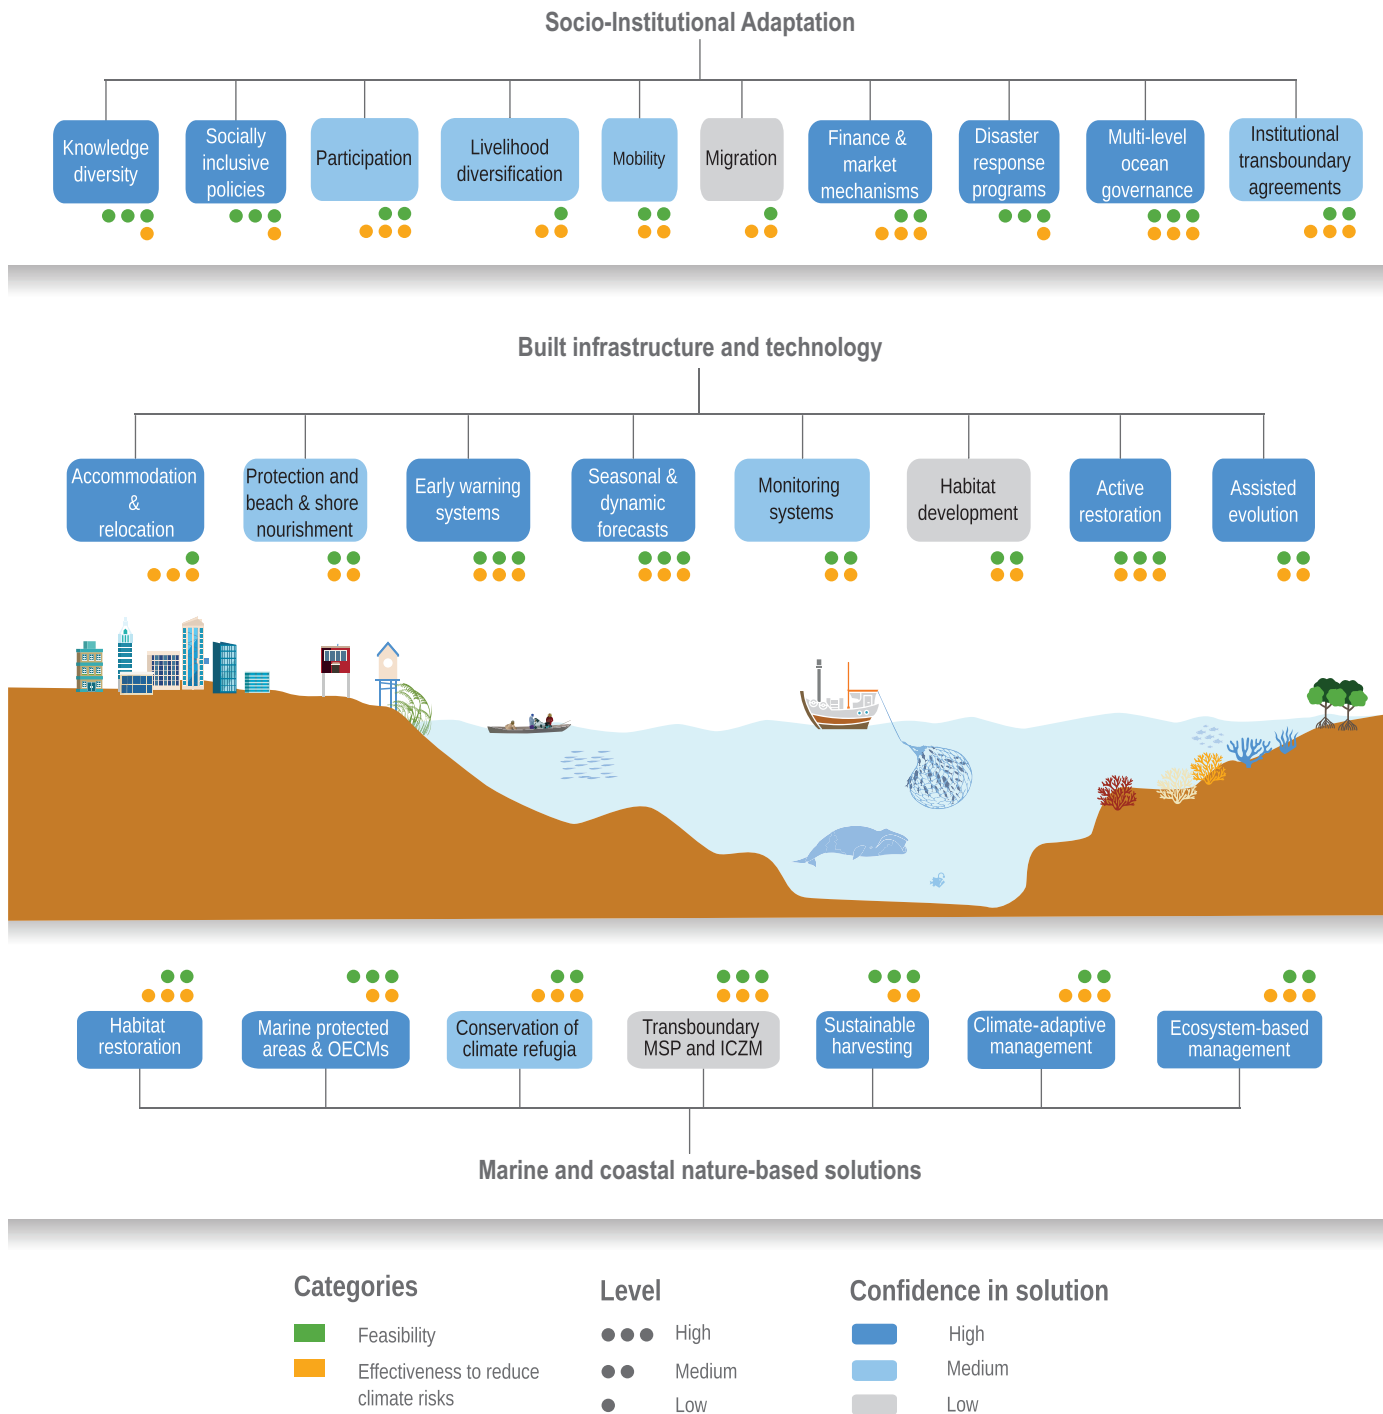 Socio-Institutional Adaptation
Knowledge
diversity
Socially
inclusive
policies
Participation
Livelihood
diversification
Mobility
Migration
Finance &
market
mechanisms
Disaster
response
programs
Multi-level
ocean
governance
Institutional
transboundary
agreements
Built infrastructure and technology
Accommodation
&
relocation
Protection and
beach & shore
nourishment
Early warning
systems
Seasonal &
dynamic
forecasts
Monitoring
systems
Habitat
development
Active
restoration
Assisted
evolution
Habitat
restoration
Marine protected
areas & OECMs
Conservation of
climate refugia
Transboundary
MSP and ICZM
Sustainable
harvesting
Climate-adaptive
management
Ecosystem-based
management
Marine and coastal nature-based solutions
Categories
Feasibility
Effectiveness to reduce
climate risks
Level
High
Medium
Low
Confidence in solution
High
Medium
Low